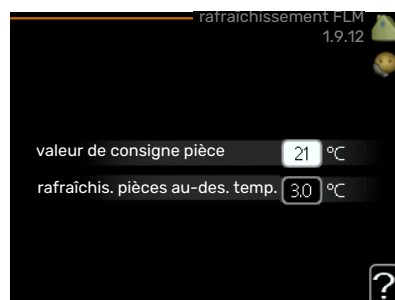 rafraîchissement FLM
1.9.12
valeur de consigne pièce 21 °C
rafraîchis. pièces au-des. temp. 3.0 °C
?